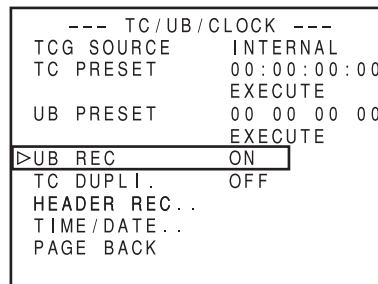 --- TC/UB/CLOCK ---
TCG SOURCE INTERNAL
TC PRESET 00:00:00:00
EXECUTE
UB PRESET 00 00 00 00
EXECUTE
▷UB REC ON
TC DUPLI. OFF
HEADER REC..
TIME/DATE..
PAGE BACK